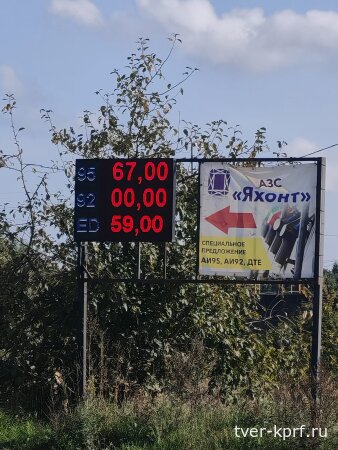 95 67,00
92 00,00
ED 59,00
АЗС
«Яхонт»
СПЕЦИАЛЬНОЕ
ПРЕДЛОЖЕНИЕ
АИ95, АИ92, ДТЕ
tver-kprf.ru